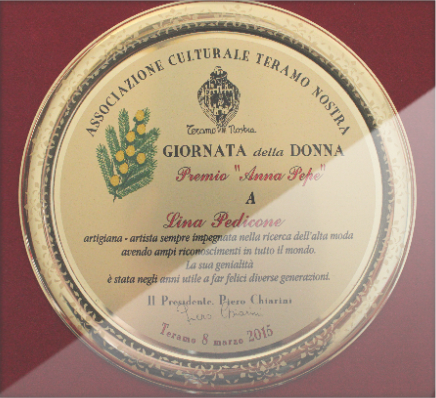 ASSOCIAZIONE CULTURALE TERAMO NOSTRA
Teramo Nostra
GIORNATA della DONNA
Premio "Anna Pepe"
A
Lina Pedicone
artigiana - artista sempre impegnata nella ricerca dell'alta moda
avendo ampi riconoscimenti in tutto il mondo.
La sua genialità
è stata negli anni utile a far felici diverse generazioni.
Il Presidente. Piero Chiarini
Piero Chiarini
Teramo 8 marzo 2015